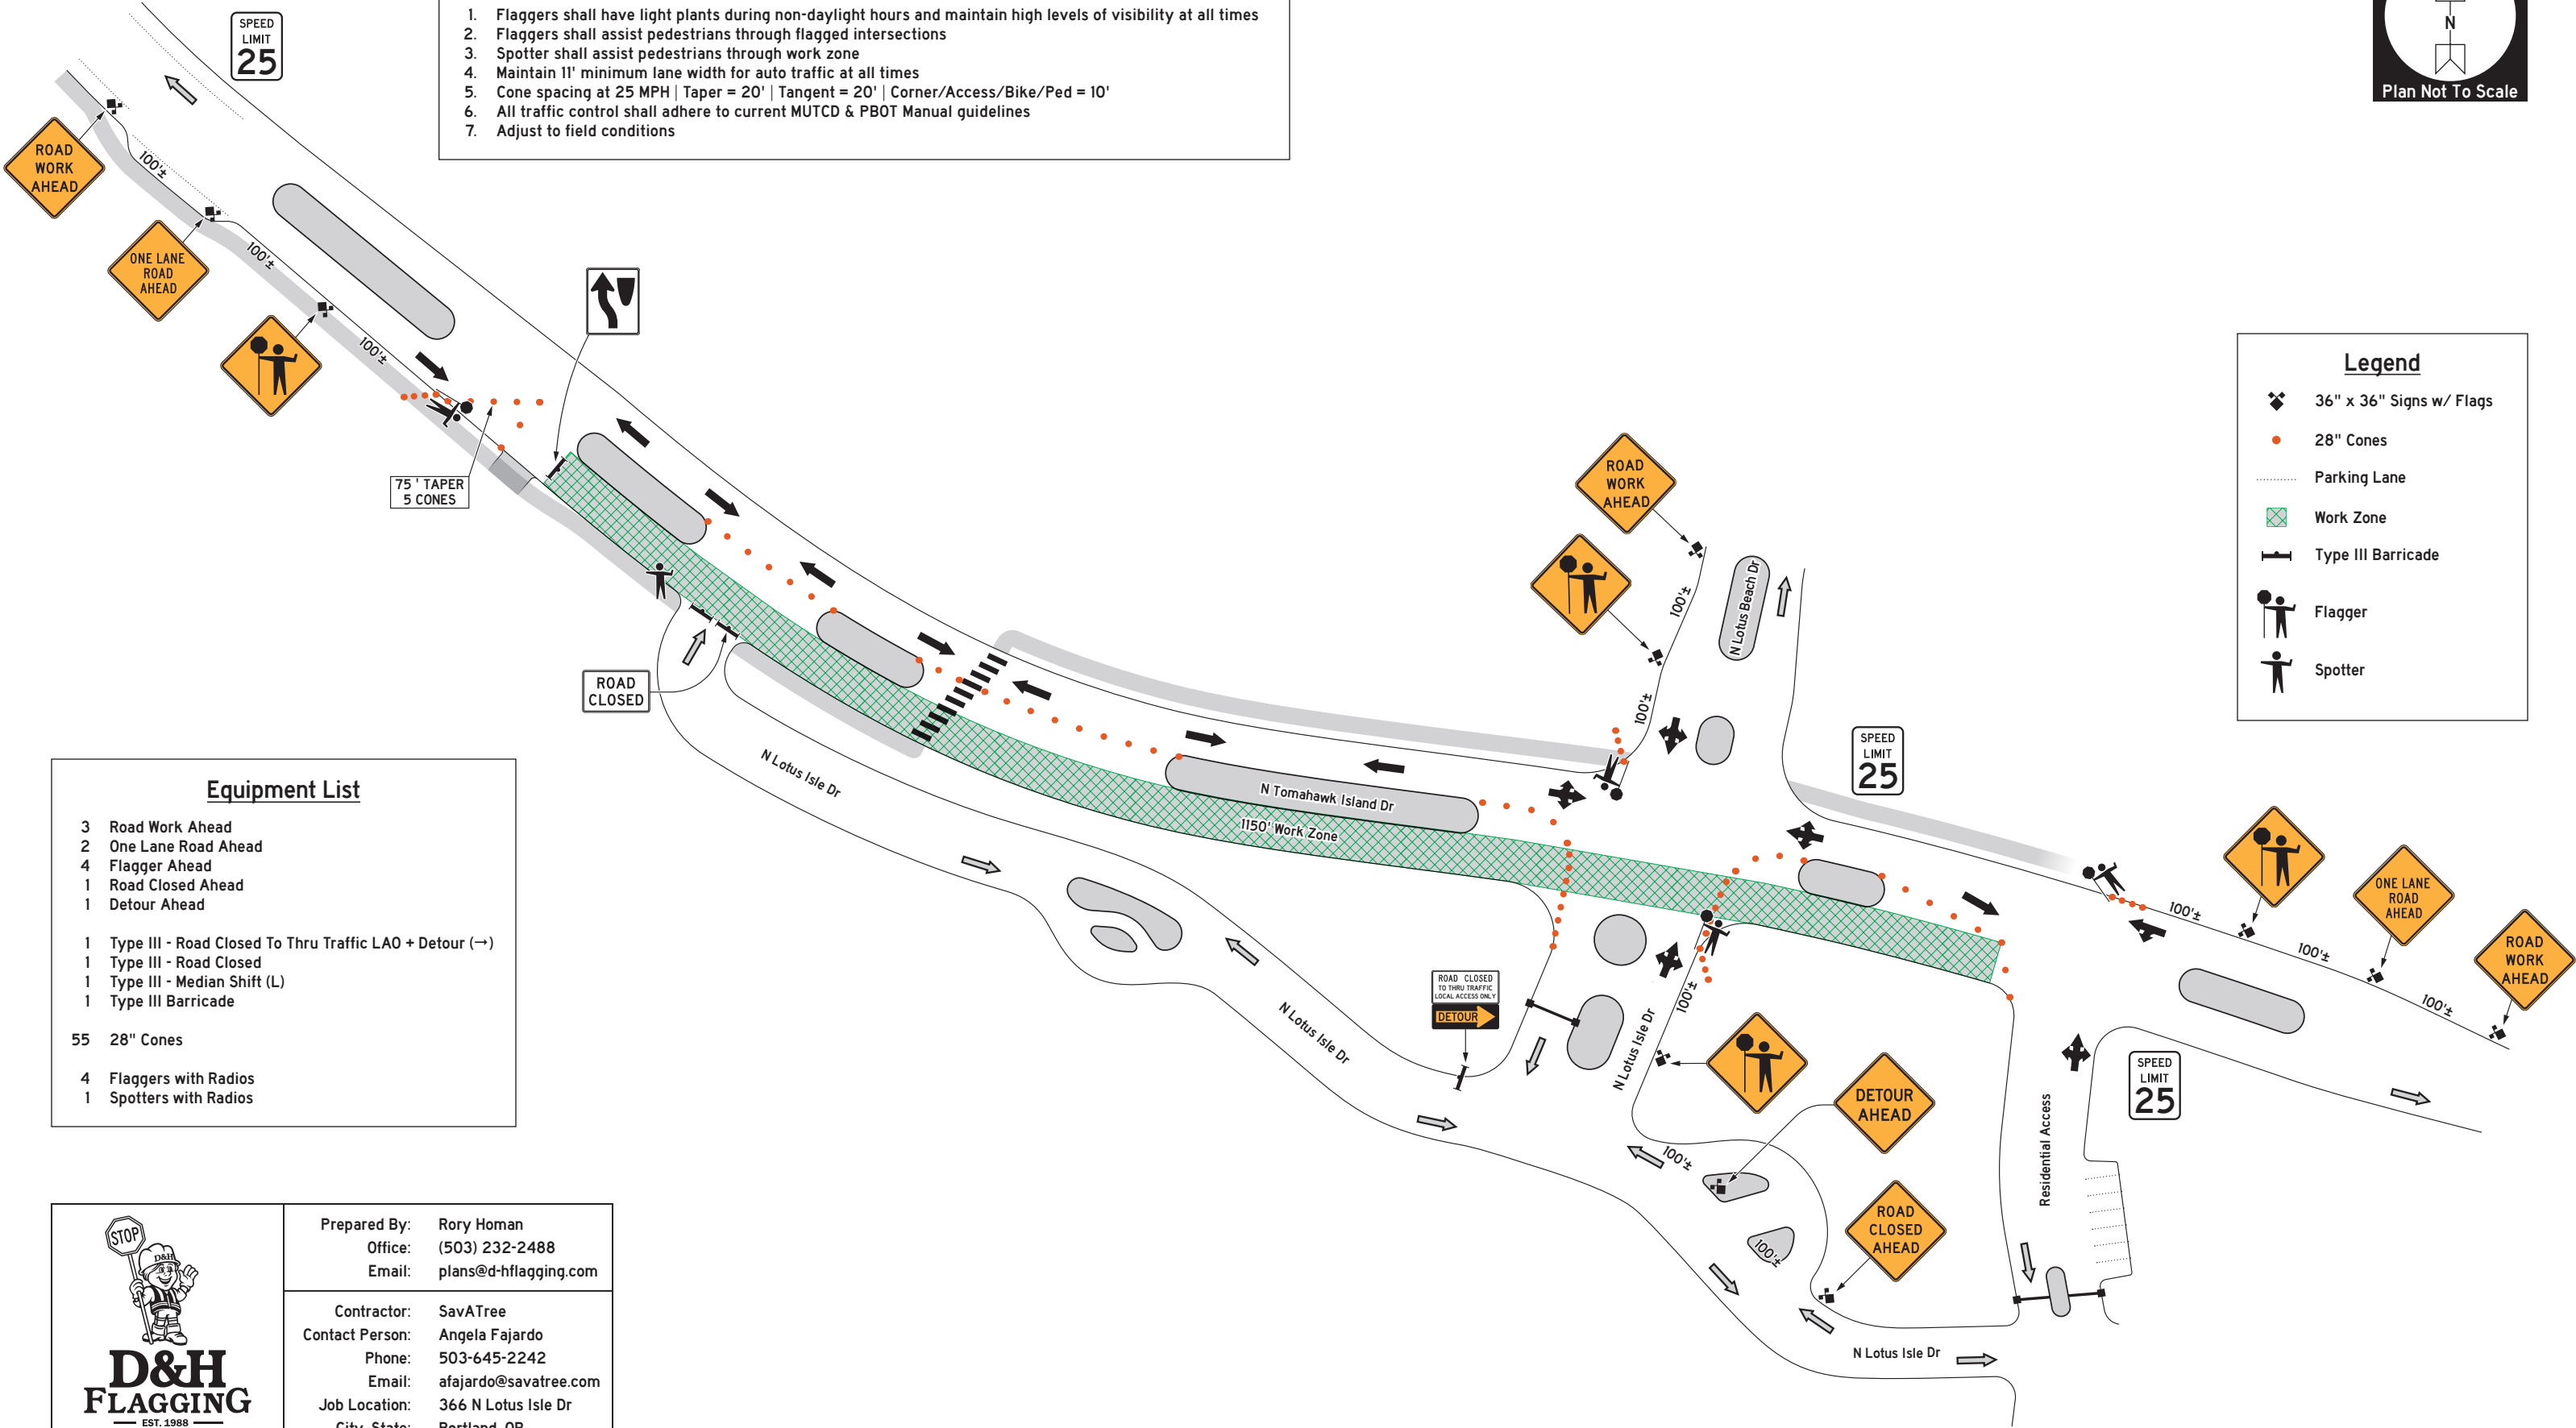 1. Flaggers shall have light plants during non-daylight hours and maintain high levels of visibility at all times
2. Flaggers shall assist pedestrians through flagged intersections
3. Spotter shall assist pedestrians through work zone
4. Maintain 11' minimum lane width for auto traffic at all times
5. Cone spacing at 25 MPH | Taper = 20' | Tangent = 20' | Corner/Access/Bike/Ped = 10'
6. All traffic control shall adhere to current MUTCD & PBOT Manual guidelines
7. Adjust to field conditions
N
Plan Not To Scale
SPEED
LIMIT
25
ROAD
WORK
AHEAD
100'±
ONE LANE
ROAD
AHEAD
100'±
100'±
75' TAPER
5 CONES
ROAD
CLOSED
ROAD
WORK
AHEAD
100'±
N Lotus Beach Dr
100'±
SPEED
LIMIT
25
Legend
36" x 36" Signs w/ Flags
28" Cones
Parking Lane
Work Zone
Type III Barricade
Flagger
Spotter
N Lotus Isle Dr
N Tomahawk Island Dr
1150' Work Zone
100'±
ONE LANE
ROAD
AHEAD
100'±
ROAD
WORK
AHEAD
100'±
ROAD CLOSED
TO THRU TRAFFIC
LOCAL ACCESS ONLY
DETOUR
N Lotus Isle Dr
N Lotus Isle Dr
100'±
DETOUR
AHEAD
100'±
100'±
ROAD
CLOSED
AHEAD
Residential Access
SPEED
LIMIT
25
N Lotus Isle Dr
Equipment List
3 Road Work Ahead
2 One Lane Road Ahead
4 Flagger Ahead
1 Road Closed Ahead
1 Detour Ahead
1 Type III - Road Closed To Thru Traffic LAO + Detour (→)
1 Type III - Road Closed
1 Type III - Median Shift (L)
1 Type III Barricade
55 28" Cones
4 Flaggers with Radios
1 Spotters with Radios
STOP
D&H
D&H
FLAGGING
EST. 1988
Prepared By: Rory Homan
Office: (503) 232-2488
Email: plans@d-hflagging.com
Contractor: SavATree
Contact Person: Angela Fajardo
Phone: 503-645-2242
Email: afajardo@savatree.com
Job Location: 366 N Lotus Isle Dr
City, State: Portland, OR